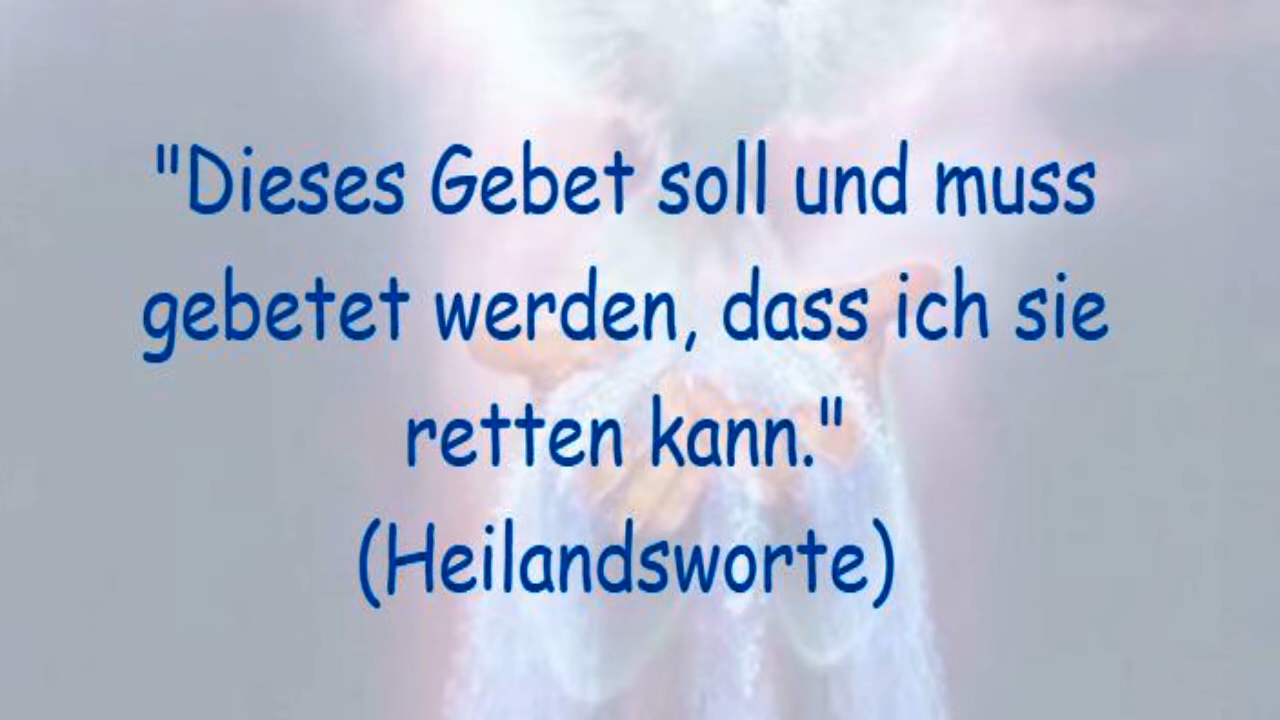 "Dieses Gebet soll und muss
gebetet werden, dass ich sie
retten kann."
(Heilandsworte)